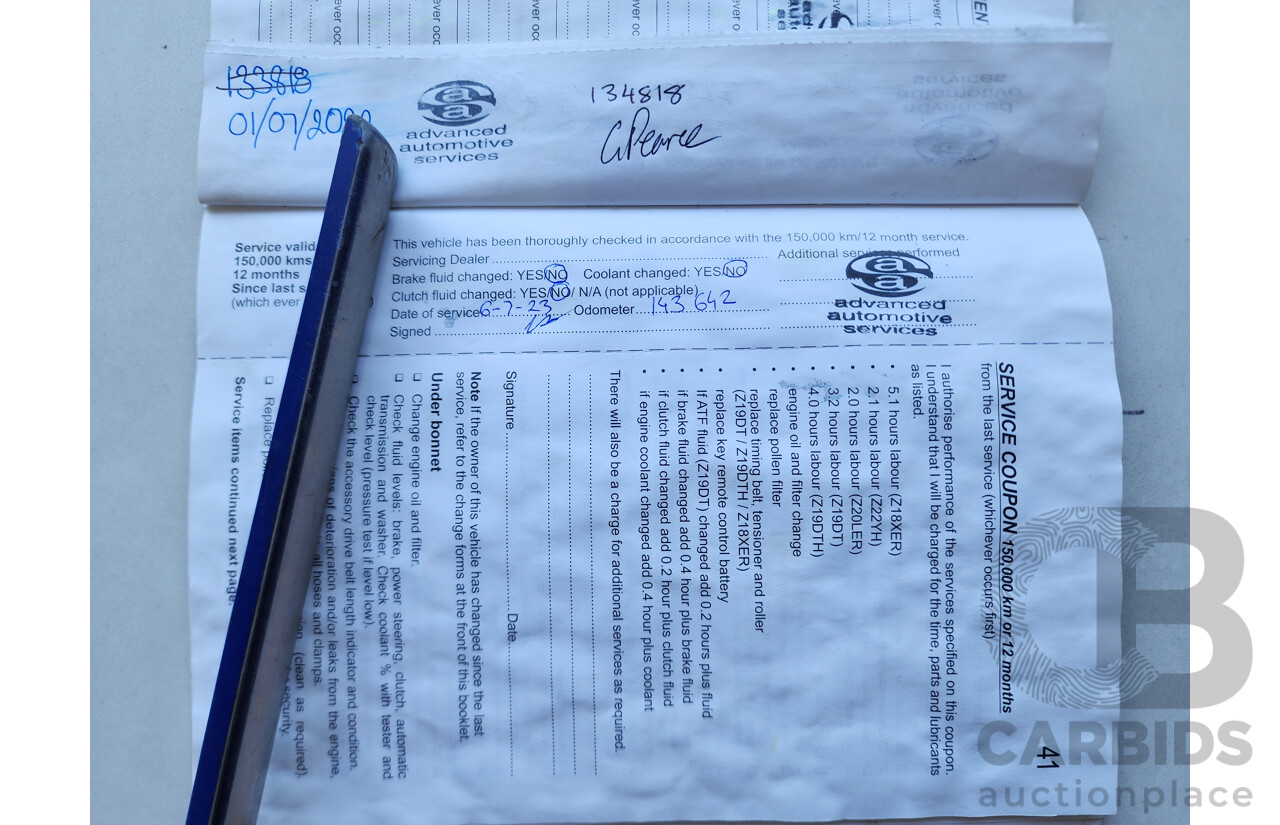 133818
01/07/20
advanced
automotive
services
134818
GPearce
services
automotive
advanced
Service valid
150,000 kms
12 months
Since last s
(which ever
This vehicle has been thoroughly checked in accordance with the 150,000 km/12 month service.
Servicing Dealer
Additional services performed
Brake fluid changed: YES/NO Coolant changed: YES/NO
Clutch fluid changed: YES/NO/ N/A (not applicable)
Date of service 6-7-23 Odometer 143 642
Signed
advanced
automotive
services
SERVICE COUPON 150,000 km or 12 months
from the last service (whichever occurs first)
I authorise performance of the services specified on this coupon.
I understand that I will be charged for the time, parts and lubricants
as listed.
• 5.1 hours labour (Z18XER)
• 2.1 hours labour (Z22YH)
• 2.0 hours labour (Z20LER)
• 3.2 hours labour (Z19DT)
• 4.0 hours labour (Z19DTH)
• engine oil and filter change
• replace pollen filter
• replace timing belt, tensioner and roller
(Z19DT / Z19DTH / Z18XER)
• replace key remote control battery
• If ATF fluid (Z19DT) changed add 0.2 hours plus fluid
• if brake fluid changed add 0.4 hour plus brake fluid
• if clutch fluid changed add 0.2 hour plus clutch fluid
• if engine coolant changed add 0.4 hour plus coolant
There will also be a charge for additional services as required.
Signature Date
Note If the owner of this vehicle has changed since the last
service, refer to the change forms at the front of this booklet.
Under bonnet
❑ Change engine oil and filter.
❑ Check fluid levels: brake, power steering, clutch, automatic
transmission and washer. Check coolant % with tester and
check level (pressure test if level low).
❑ Check the accessory drive belt length indicator and condition.
of deterioration and/or leaks from the engine,
all hoses and clamps.
(clean as required).
security.
❑ Replace
Service items continued next page.
41
CARBIDS
auctionplace